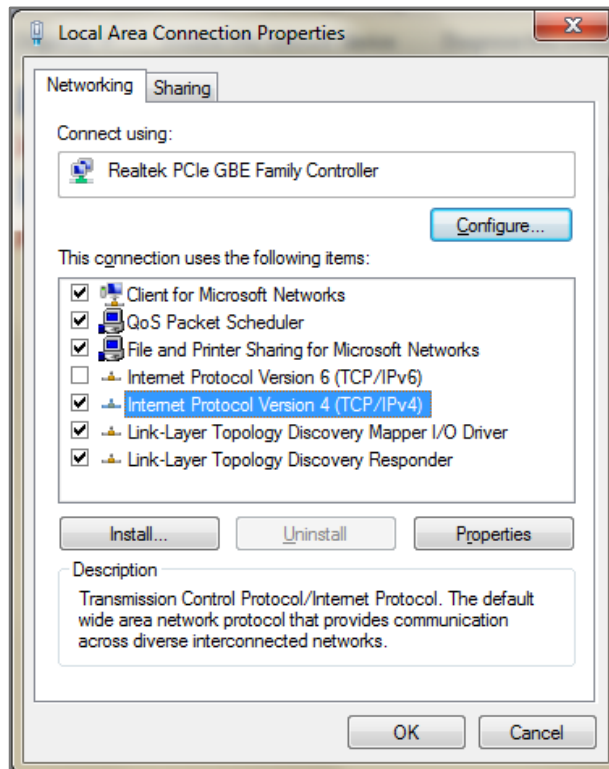 Local Area Connection Properties
Networking
Sharing
Connect using:
Realtek PCIe GBE Family Controller
Configure...
This connection uses the following items:
Client for Microsoft Networks
QoS Packet Scheduler
File and Printer Sharing for Microsoft Networks
Internet Protocol Version 6 (TCP/IPv6)
Internet Protocol Version 4 (TCP/IPv4)
Link-Layer Topology Discovery Mapper I/O Driver
Link-Layer Topology Discovery Responder
Install...
Uninstall
Properties
Description
Transmission Control Protocol/Internet Protocol. The default
wide area network protocol that provides communication
across diverse interconnected networks.
OK
Cancel